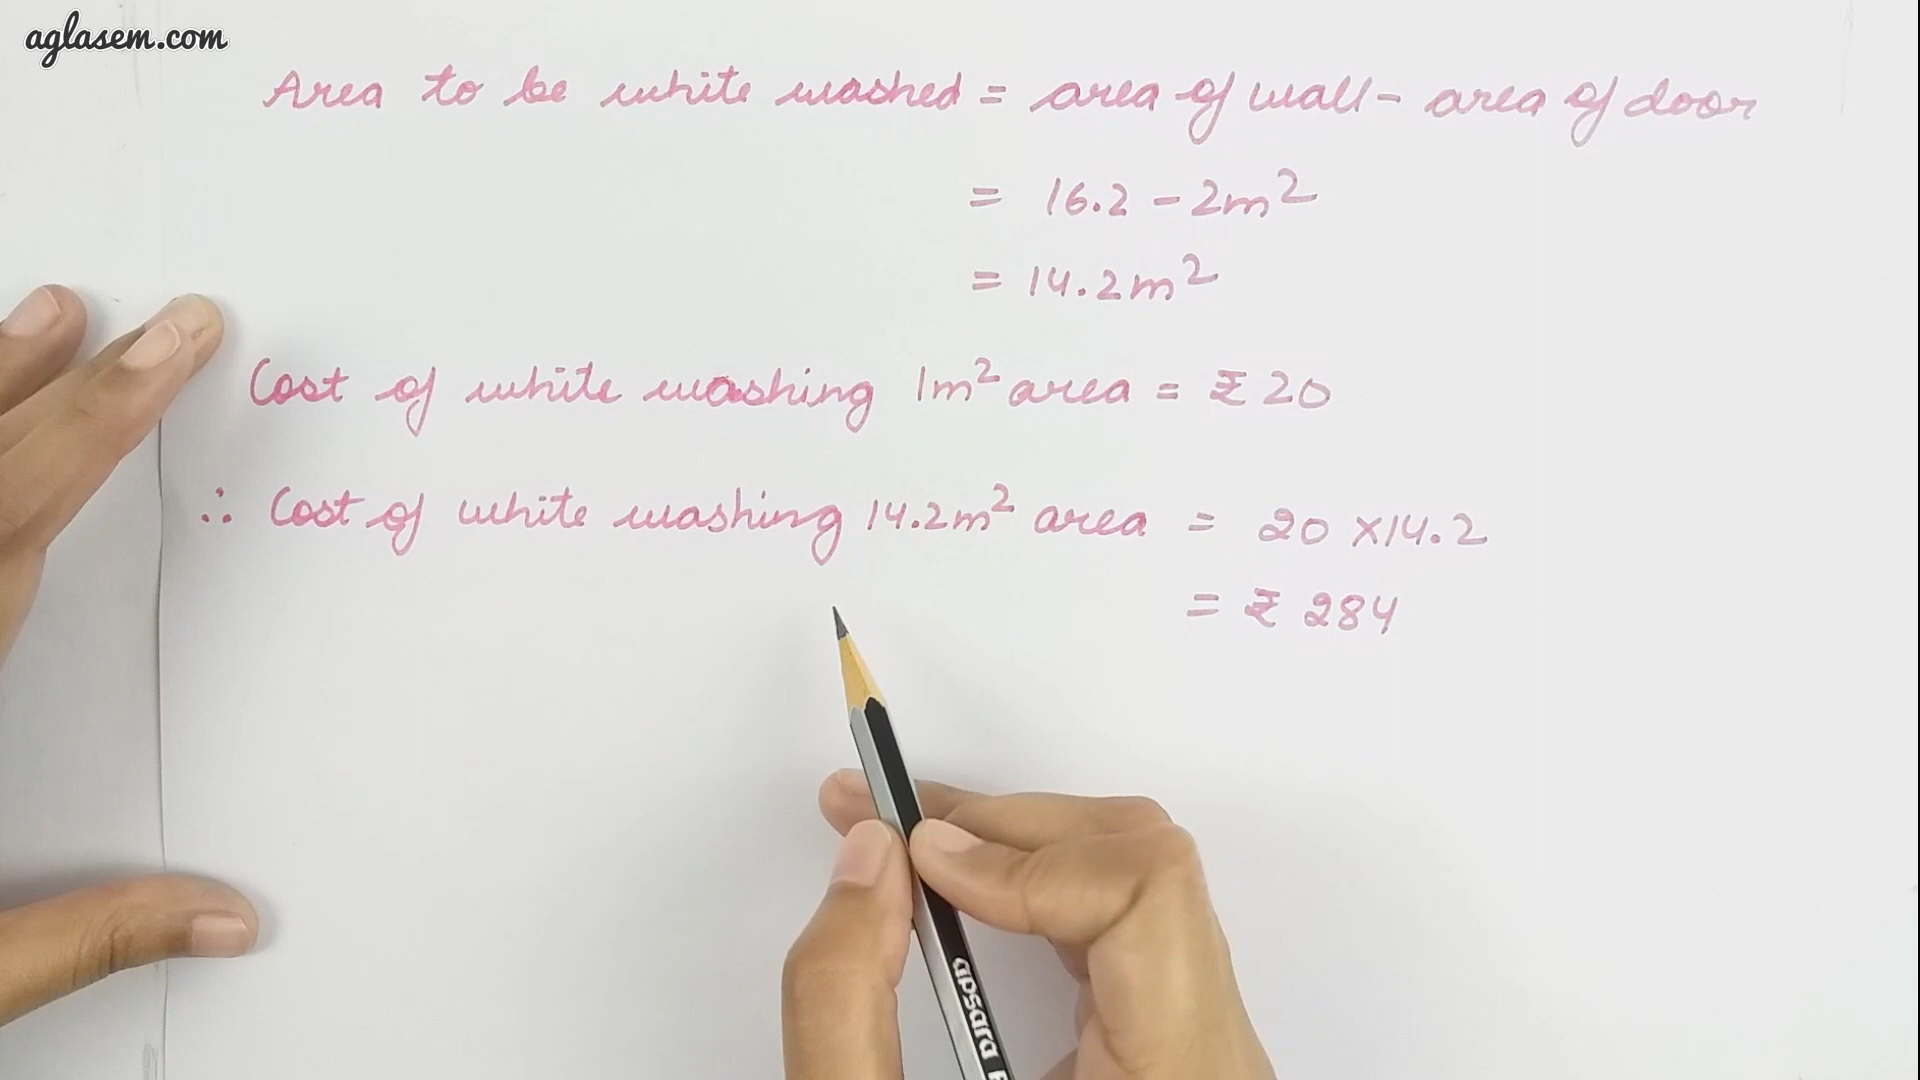 aglasem.com
Area to be white washed = area of wall - area of door
= 16.2 - 2m²
= 14.2m²
Cost of white washing 1m² area = ₹ 20
∴ Cost of white washing 14.2m² area = 20 × 14.2
= ₹ 284
apsara